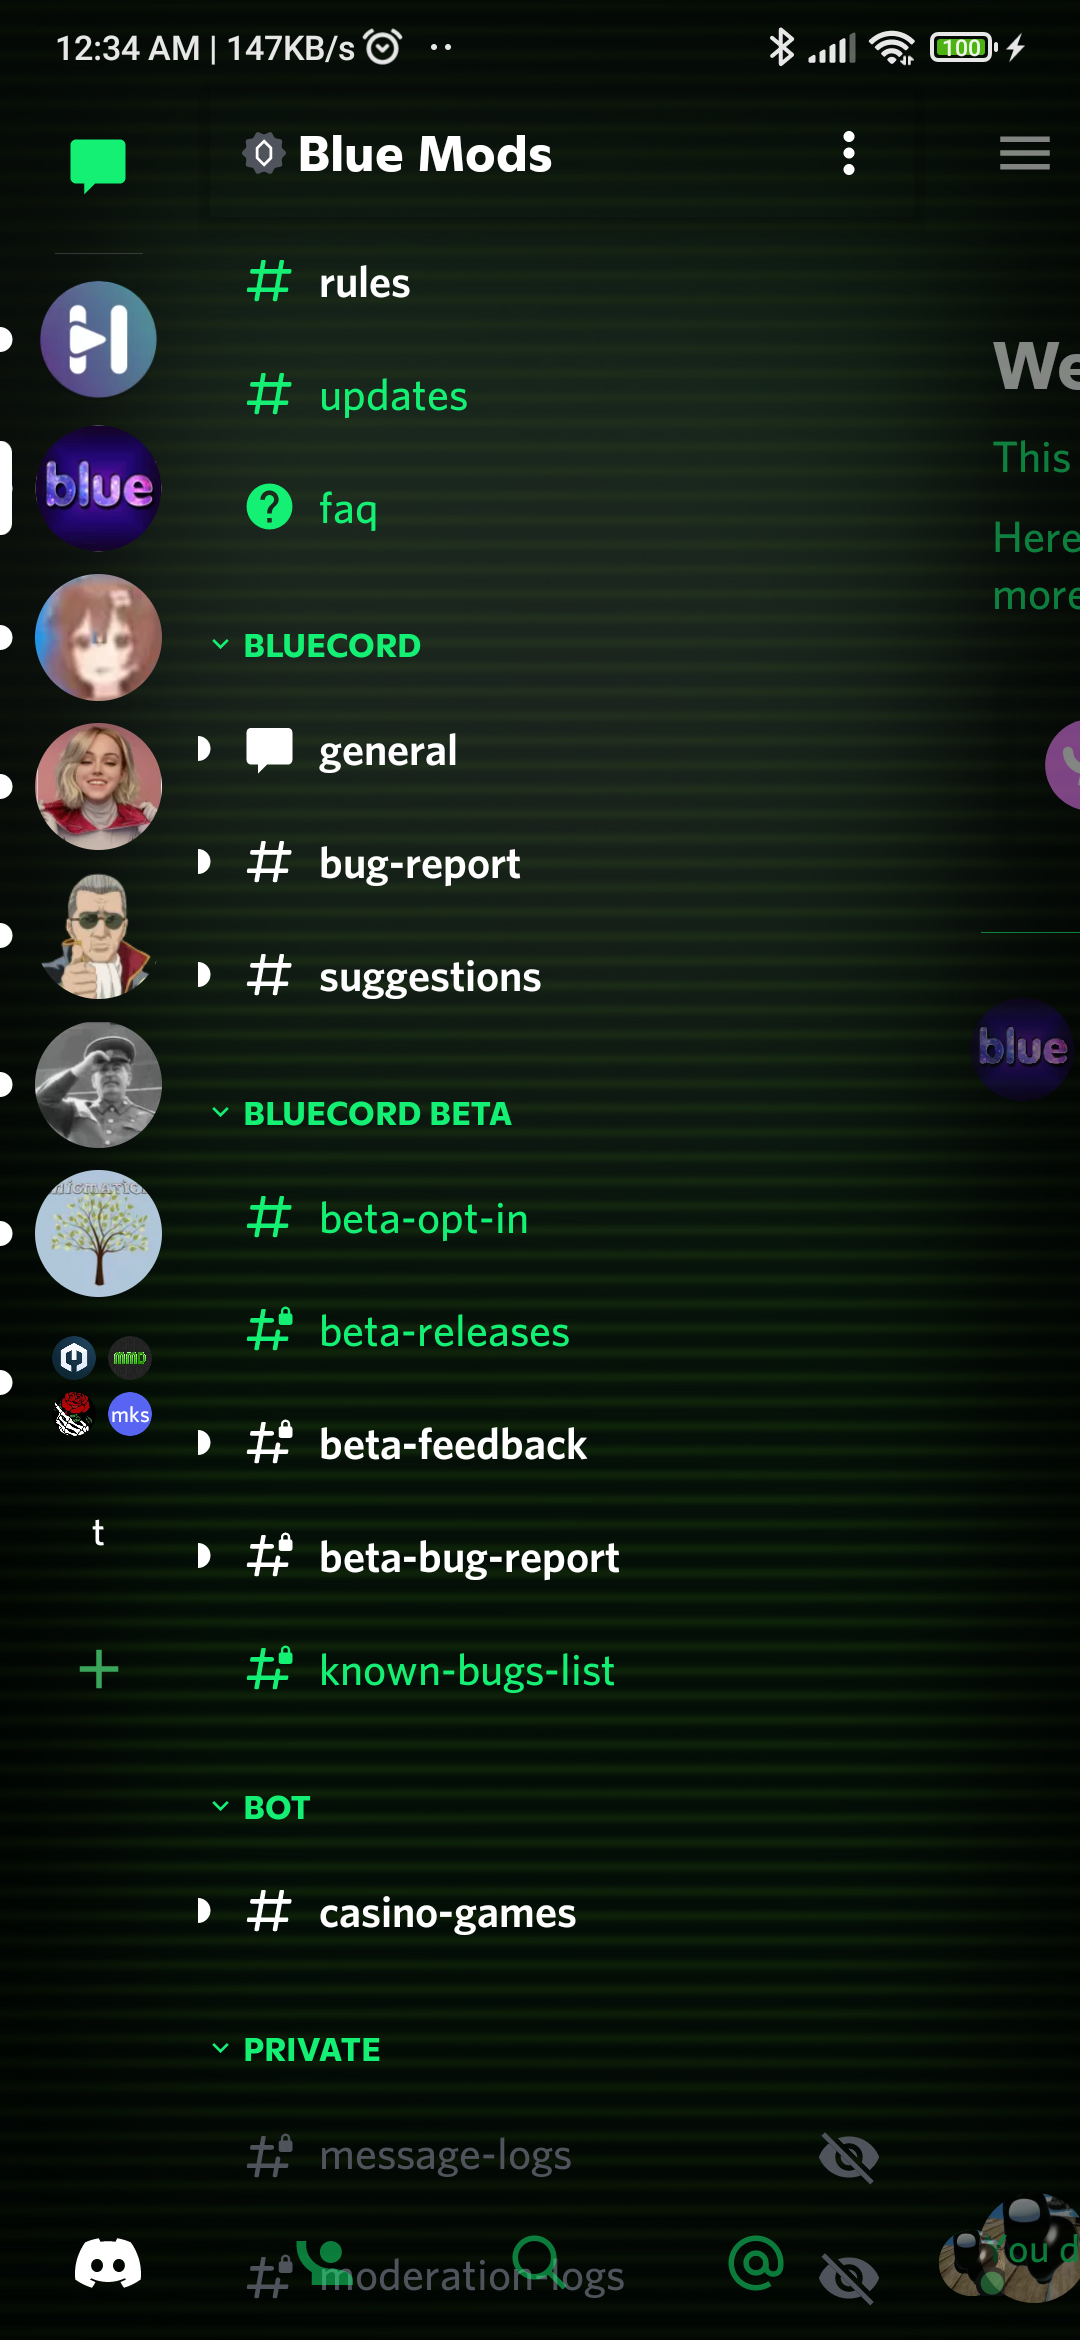 12:34 AM | 147KB/s
100
Blue Mods
rules
updates
faq
BLUECORD
general
bug-report
suggestions
BLUECORD BETA
beta-opt-in
beta-releases
beta-feedback
beta-bug-report
known-bugs-list
BOT
casino-games
PRIVATE
message-logs
moderation-logs
blue
mks
t
We
This
Here
more
blue
You d